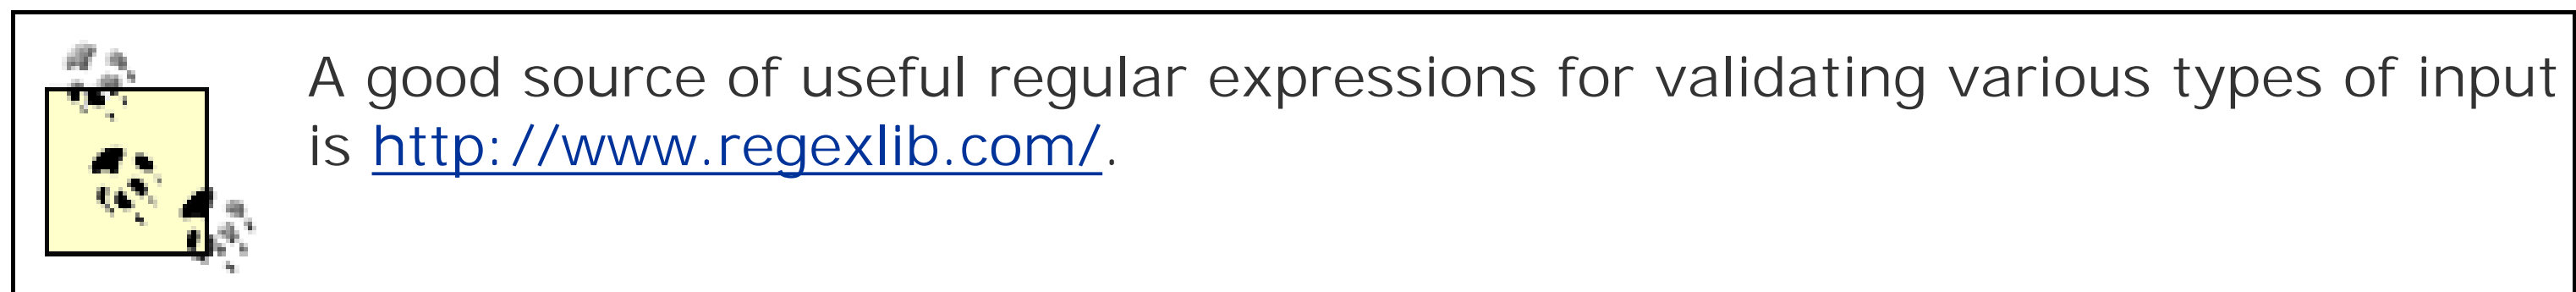 A good source of useful regular expressions for validating various types of input
is http://www.regexlib.com/.